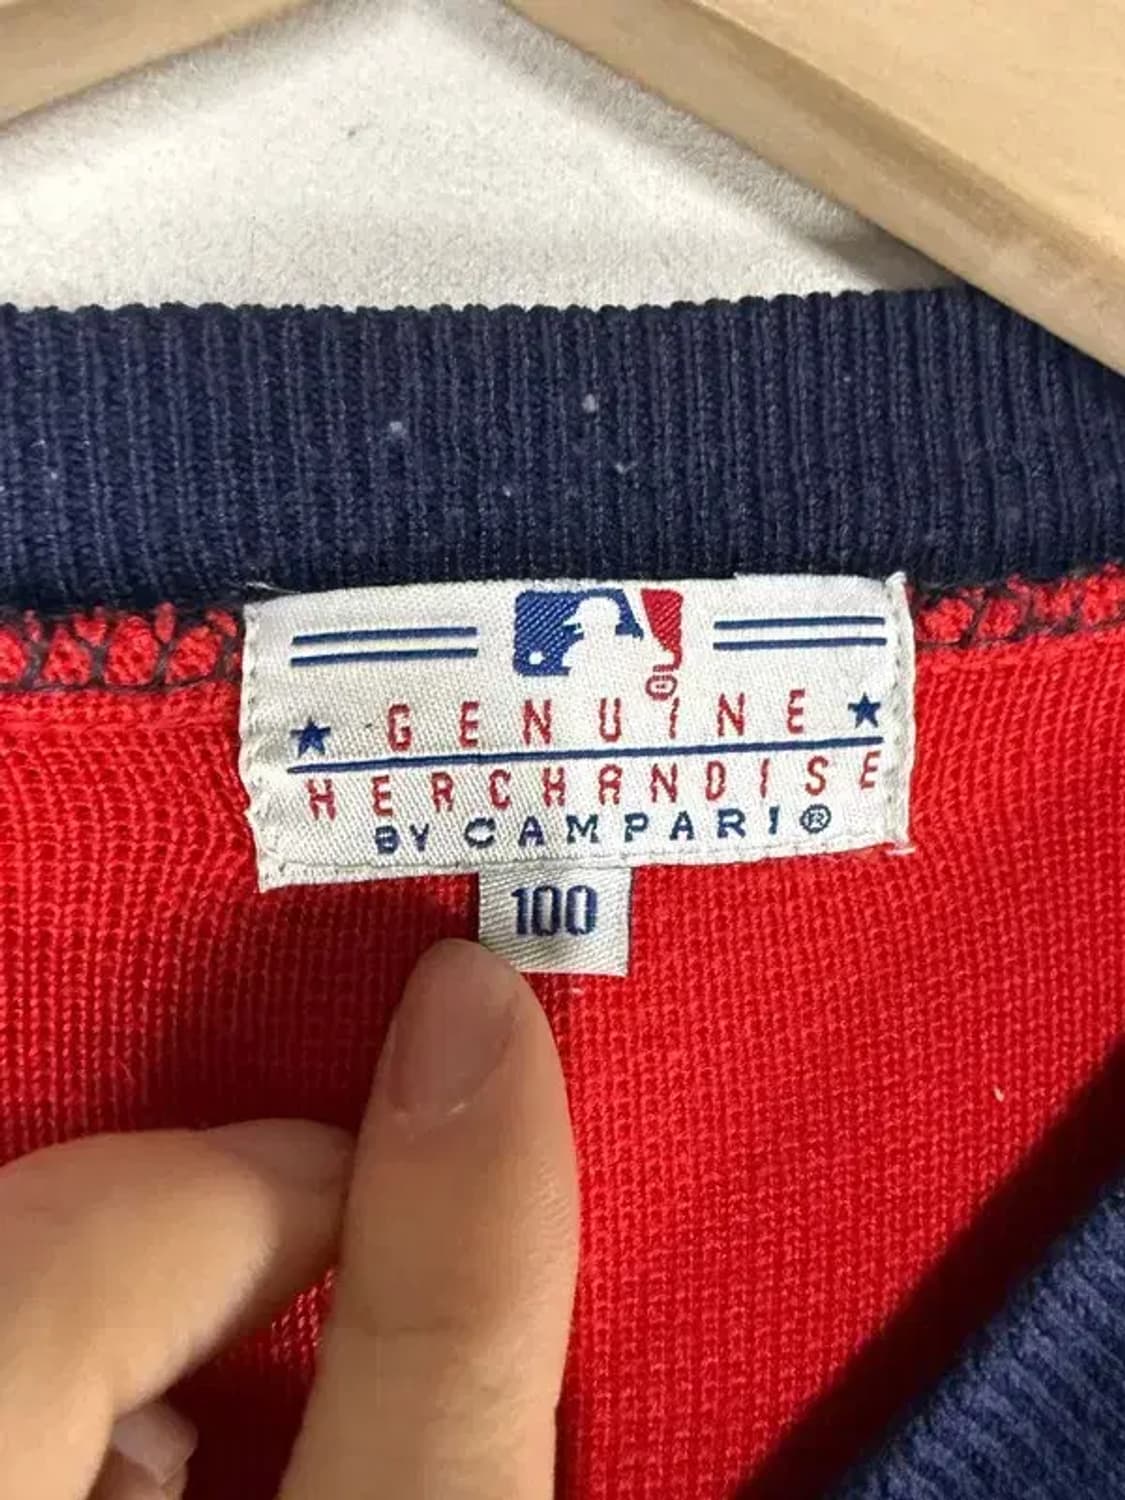 GENUINE
MERCHANDISE
BY CAMPARI®
100